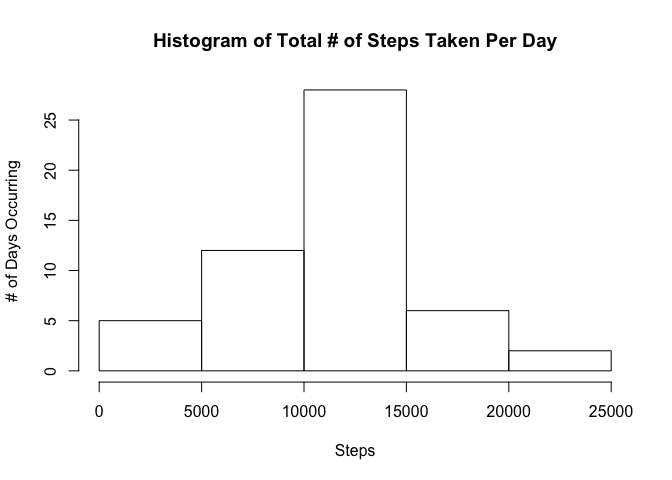 Histogram of Total # of Steps Taken Per Day
# of Days Occurring
25
20
15
10
5
0
0 5000 10000 15000 20000 25000
Steps